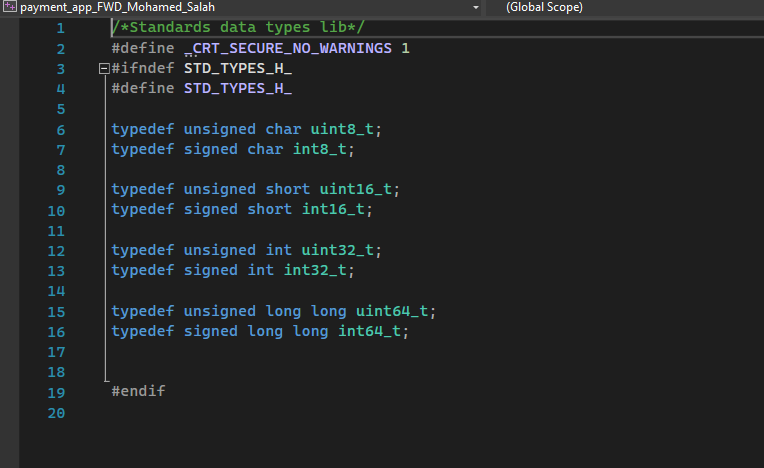 payment_app_FWD_Mohamed_Salah (Global Scope)
1 /*Standards data types lib*/
2 #define _CRT_SECURE_NO_WARNINGS 1
3 #ifndef STD_TYPES_H_
4 #define STD_TYPES_H_
5
6 typedef unsigned char uint8_t;
7 typedef signed char int8_t;
8
9 typedef unsigned short uint16_t;
10 typedef signed short int16_t;
11
12 typedef unsigned int uint32_t;
13 typedef signed int int32_t;
14
15 typedef unsigned long long uint64_t;
16 typedef signed long long int64_t;
17
18
19 #endif
20